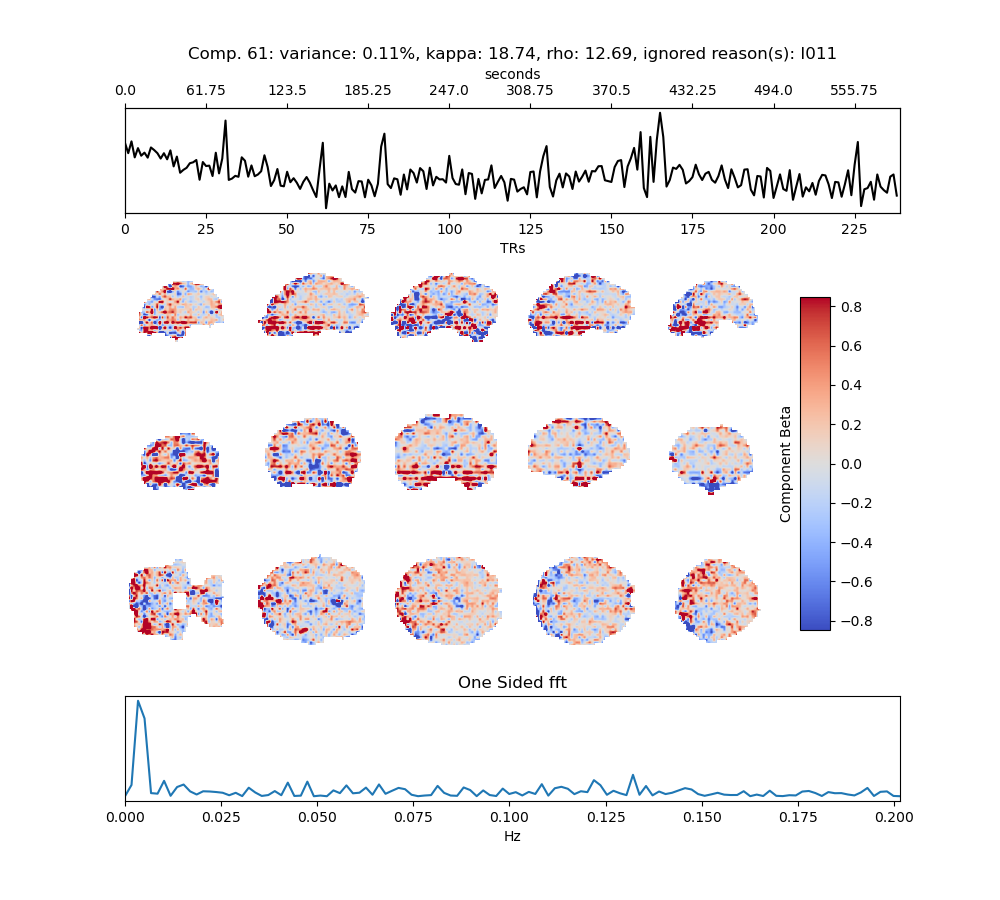 Comp. 61: variance: 0.11%, kappa: 18.74, rho: 12.69, ignored reason(s): I011
seconds
0.0 61.75 123.5 185.25 247.0 308.75 370.5 432.25 494.0 555.75
0 25 50 75 100 125 150 175 200 225
TRs
0.8
0.6
0.4
0.2
0.0
−0.2
−0.4
−0.6
−0.8
Component Beta
One Sided fft
0.000 0.025 0.050 0.075 0.100 0.125 0.150 0.175 0.200
Hz